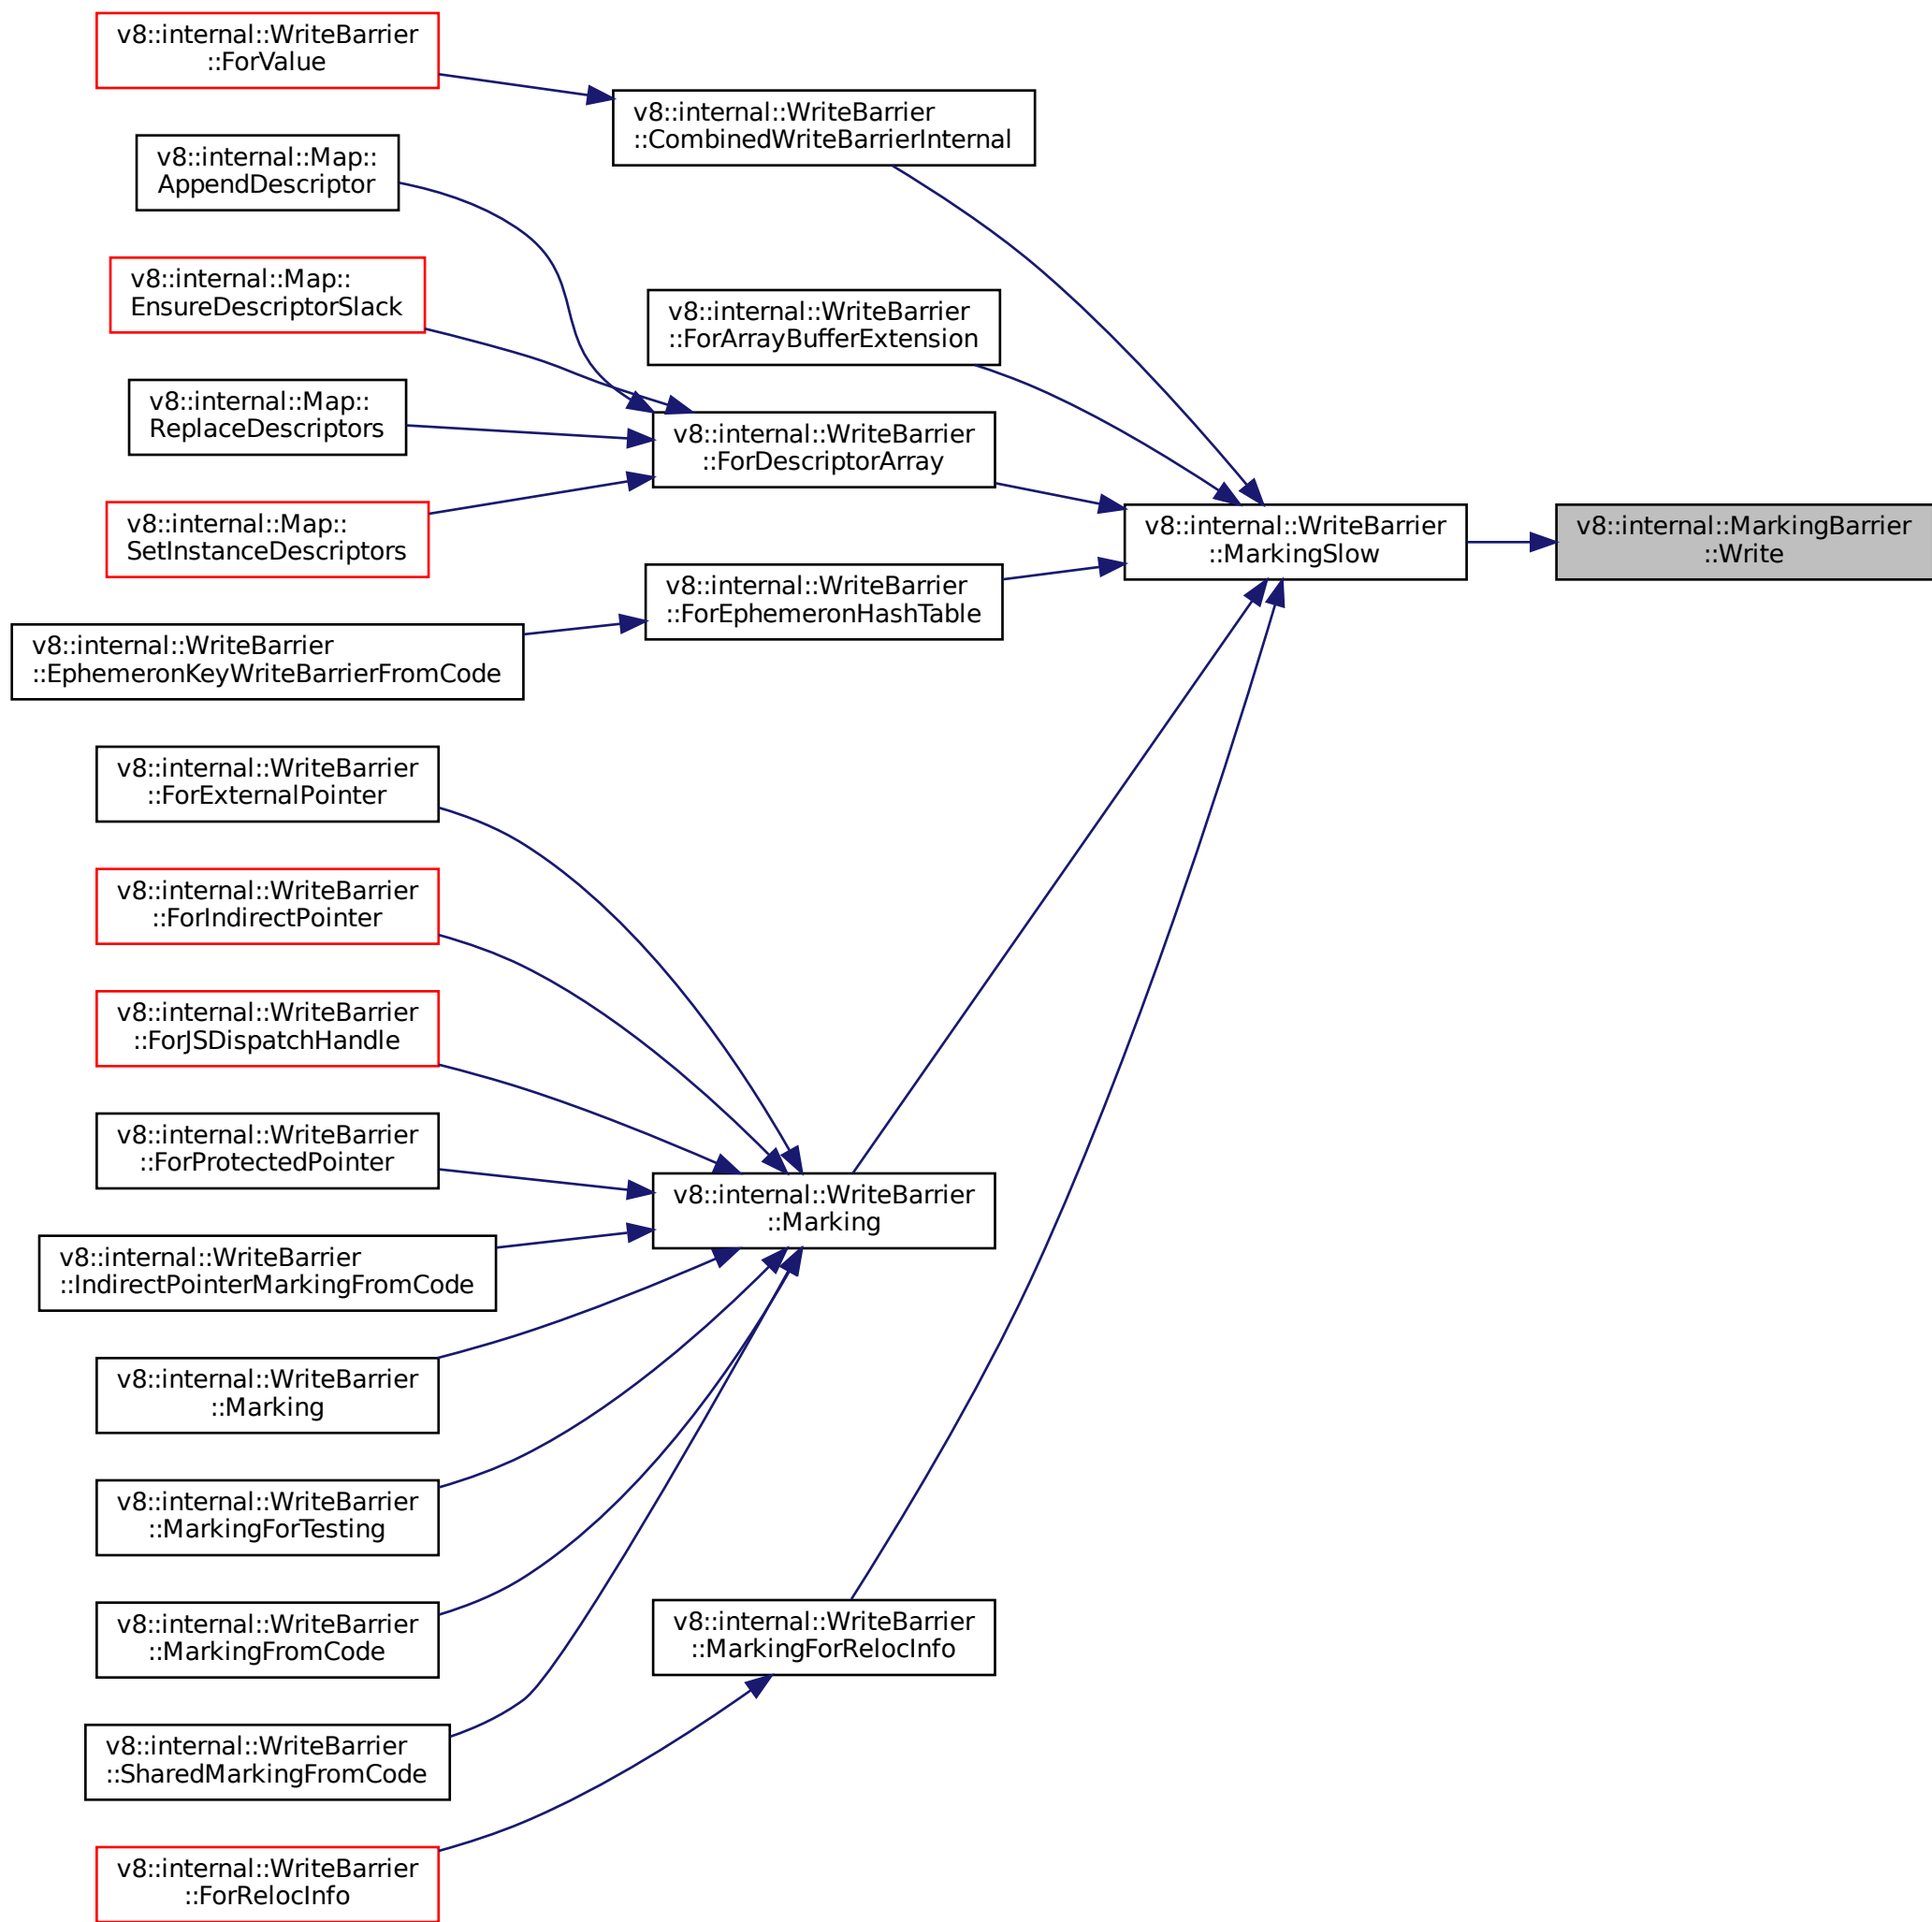 v8::internal::WriteBarrier
::ForValue
v8::internal::WriteBarrier
::CombinedWriteBarrierInternal
v8::internal::Map::
AppendDescriptor
v8::internal::Map::
EnsureDescriptorSlack
v8::internal::WriteBarrier
::ForArrayBufferExtension
v8::internal::Map::
ReplaceDescriptors
v8::internal::WriteBarrier
::ForDescriptorArray
v8::internal::Map::
SetInstanceDescriptors
v8::internal::WriteBarrier
::MarkingSlow
v8::internal::MarkingBarrier
::Write
v8::internal::WriteBarrier
::ForEphemeronHashTable
v8::internal::WriteBarrier
::EphemeronKeyWriteBarrierFromCode
v8::internal::WriteBarrier
::ForExternalPointer
v8::internal::WriteBarrier
::ForIndirectPointer
v8::internal::WriteBarrier
::ForJSDispatchHandle
v8::internal::WriteBarrier
::ForProtectedPointer
v8::internal::WriteBarrier
::Marking
v8::internal::WriteBarrier
::IndirectPointerMarkingFromCode
v8::internal::WriteBarrier
::Marking
v8::internal::WriteBarrier
::MarkingForTesting
v8::internal::WriteBarrier
::MarkingFromCode
v8::internal::WriteBarrier
::MarkingForRelocInfo
v8::internal::WriteBarrier
::SharedMarkingFromCode
v8::internal::WriteBarrier
::ForRelocInfo